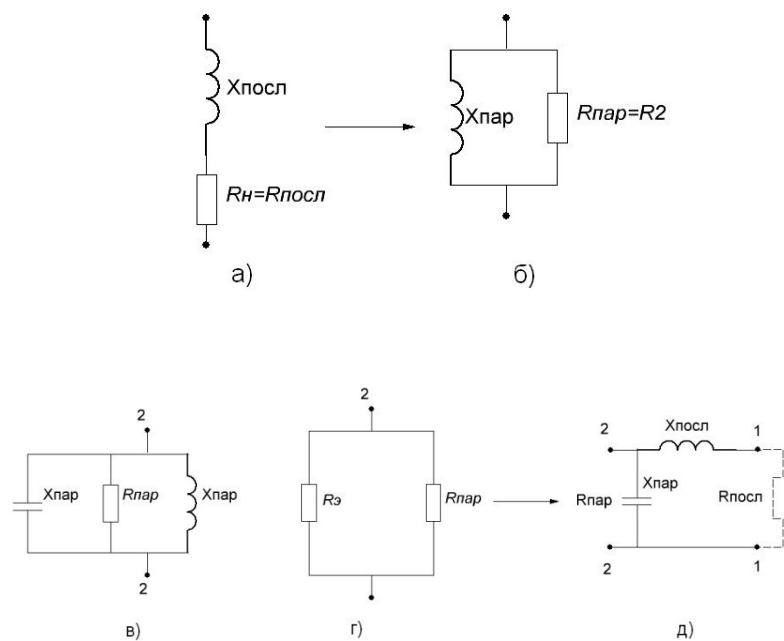 Xпосл
Rн=Rпосл
а)
Xпар
Rпар=R2
б)
2
Xпар
Rпар
Xпар
2
в)
2
Rэ
Rпар
г)
Xпосл
2
1
Xпар
Rпар
Rпосл
2
1
д)